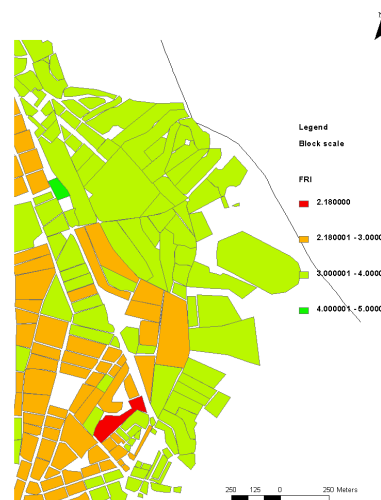 Legend
Block scale
FRI
2.180000
2.180001 - 3.0000
3.000001 - 4.0000
4.000001 - 5.0000
250 125 0 250 Meters